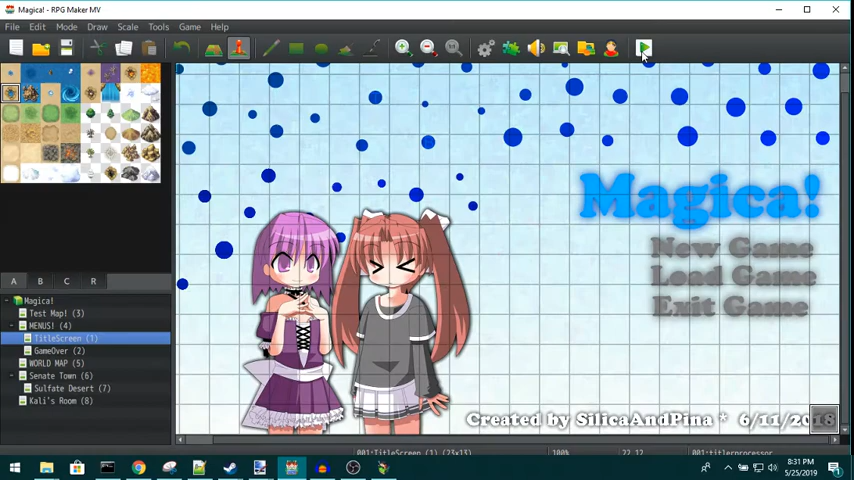 Magica! - RPG Maker MV
File Edit Mode Draw Scale Tools Game Help
1:1
Magica!
New Game
Load Game
Exit Game
Created by SilicaAndPina * 6/11/2018
A B C R
Magica!
Test Map! (3)
MENUS! (4)
TitleScreen (1)
GameOver (2)
WORLD MAP (5)
Senate Town (6)
Sulfate Desert (7)
Kali's Room (8)
001:TitleScreen (1) (23x13) 100% 22,12 001:titlerprocessor
8:31 PM
5/25/2019